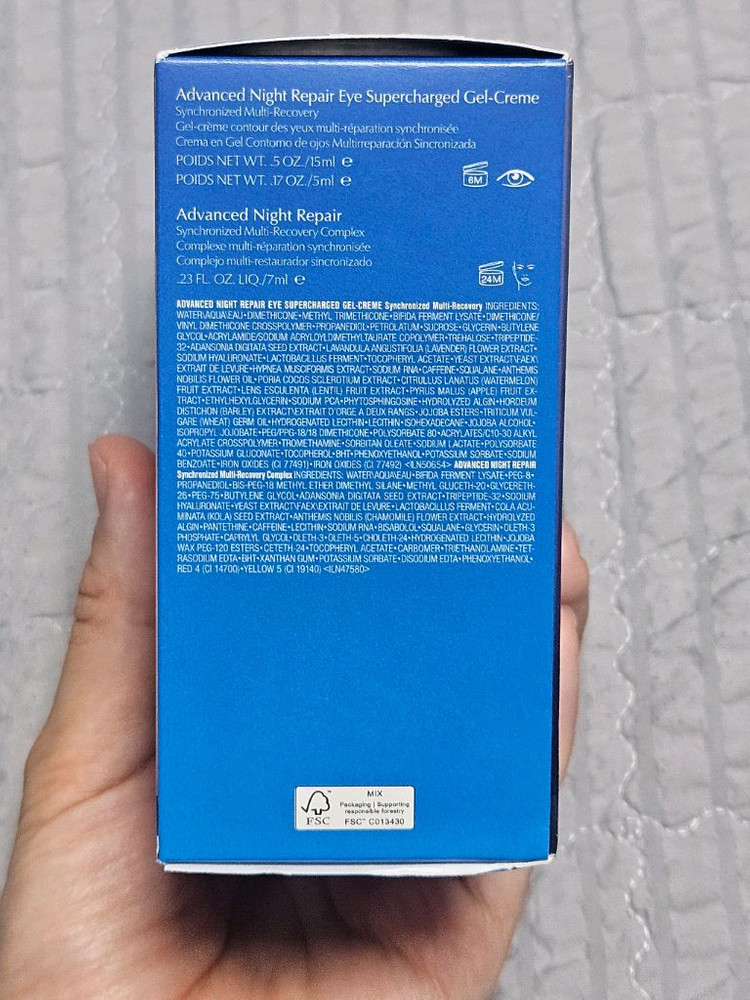 Advanced Night Repair Eye Supercharged Gel-Creme
Synchronized Multi-Recovery
Gel-crème contour des yeux multi-réparation synchronisée
Crema en Gel Contorno de ojos Multirreparación Sincronizada
POIDS NET WT. .5 OZ./15ml ℮
POIDS NET WT. .17 OZ./5ml ℮
6M
Advanced Night Repair
Synchronized Multi-Recovery Complex
Complexe multi-réparation synchronisée
Complejo multi-restaurador sincronizado
.23 FL. OZ. LIQ./7ml ℮
24M
ADVANCED NIGHT REPAIR EYE SUPERCHARGED GEL-CREME Synchronized Multi-Recovery INGREDIENTS:
WATER\AQUA\EAU•DIMETHICONE•METHYL TRIMETHICONE•BIFIDA FERMENT LYSATE•DIMETHICONE/
VINYL DIMETHICONE CROSSPOLYMER•PROPANEDIOL•PETROLATUM•SUCROSE•GLYCERIN•BUTYLENE
GLYCOL•ACRYLAMIDE/SODIUM ACRYLOYLDIMETHYLTAURATE COPOLYMER•TREHALOSE•TRIPEPTIDE-
32•ADANSONIA DIGITATA SEED EXTRACT•LAVANDULA ANGUSTIFOLIA (LAVENDER) FLOWER EXTRACT•
SODIUM HYALURONATE•LACTOBACILLUS FERMENT•TOCOPHERYL ACETATE•YEAST EXTRACT\FAEX\
EXTRAIT DE LEVURE•HYPNEA MUSCIFORMIS EXTRACT•SODIUM RNA•CAFFEINE•SQUALANE•ANTHEMIS
NOBILIS FLOWER OIL•PORIA COCOS SCLEROTIUM EXTRACT•CITRULLUS LANATUS (WATERMELON)
FRUIT EXTRACT•LENS ESCULENTA (LENTIL) FRUIT EXTRACT•PYRUS MALUS (APPLE) FRUIT EX-
TRACT•ETHYLHEXYLGLYCERIN•SODIUM PCA•PHYTOSPHINGOSINE•HYDROLYZED ALGIN•HORDEUM
DISTICHON (BARLEY) EXTRACT\EXTRAIT D'ORGE A DEUX RANGS•JOJOBA ESTERS•TRITICUM VUL-
GARE (WHEAT) GERM OIL•HYDROGENATED LECITHIN•LECITHIN•ISOHEXADECANE•JOJOBA ALCOHOL•
ISOPROPYL JOJOBATE•PEG/PPG-18/18 DIMETHICONE•POLYSORBATE 80•ACRYLATES/C10-30 ALKYL
ACRYLATE CROSSPOLYMER•TROMETHAMINE•SORBITAN OLEATE•SODIUM LACTATE•POLYSORBATE
40•POTASSIUM GLUCONATE•TOCOPHEROL•BHT•PHENOXYETHANOL•POTASSIUM SORBATE•SODIUM
BENZOATE•IRON OXIDES (CI 77491)•IRON OXIDES (CI 77492) <ILN50654> ADVANCED NIGHT REPAIR
Synchronized Multi-Recovery Complex INGREDIENTS: WATER\AQUA\EAU•BIFIDA FERMENT LYSATE•PEG-8•
PROPANEDIOL•BIS-PEG-18 METHYL ETHER DIMETHYL SILANE•METHYL GLUCETH-20•GLYCERETH-
26•PEG-75•BUTYLENE GLYCOL•ADANSONIA DIGITATA SEED EXTRACT•TRIPEPTIDE-32•SODIUM
HYALURONATE•YEAST EXTRACT\FAEX\EXTRAIT DE LEVURE•LACTOBACILLUS FERMENT•COLA ACU-
MINATA (KOLA) SEED EXTRACT•ANTHEMIS NOBILIS (CHAMOMILE) FLOWER EXTRACT•HYDROLYZED
ALGIN•PANTETHINE•CAFFEINE•LECITHIN•SODIUM RNA•BISABOLOL•SQUALANE•GLYCERIN•OLETH-3
PHOSPHATE•CAPRYLYL GLYCOL•OLETH-3•OLETH-5•CHOLETH-24•HYDROGENATED LECITHIN•JOJOBA
WAX PEG-120 ESTERS•CETETH-24•TOCOPHERYL ACETATE•CARBOMER•TRIETHANOLAMINE•TET-
RASODIUM EDTA•BHT•XANTHAN GUM•POTASSIUM SORBATE•DISODIUM EDTA•PHENOXYETHANOL•
RED 4 (CI 14700)•YELLOW 5 (CI 19140) <ILN47580>
FSC
MIX
Packaging | Supporting
responsible forestry
FSC™ C013430